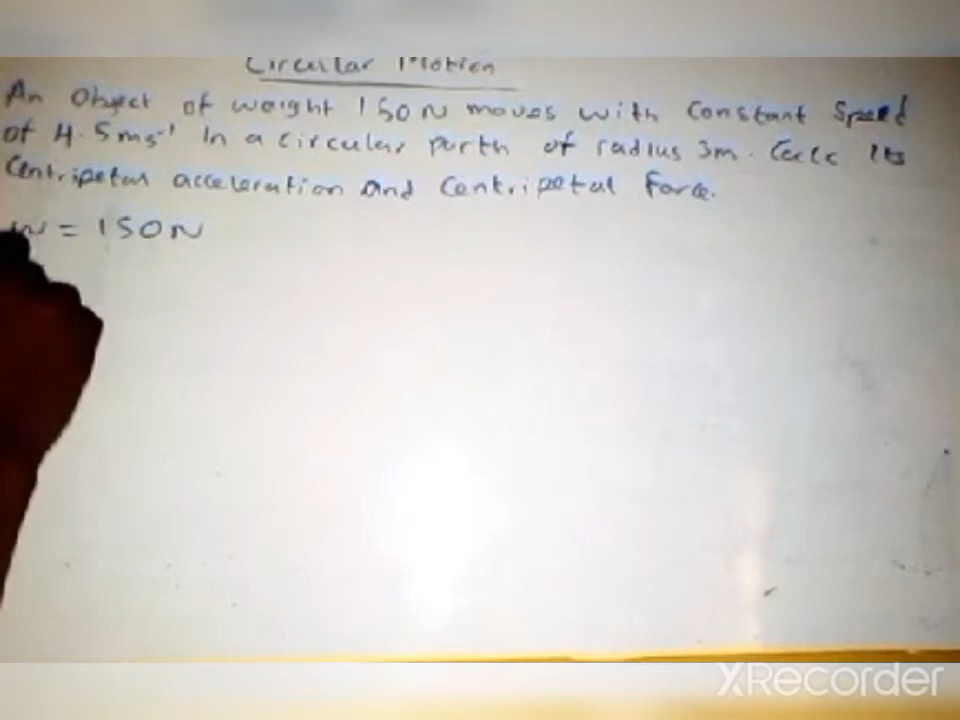 Circular Motion
An Object of weight 150N moves with constant Speed
of 4.5ms-1 In a circular parth of radius 3m. Calc Its
Centripetal acceleration and Centripetal Force.
W = 150N
XRecorder